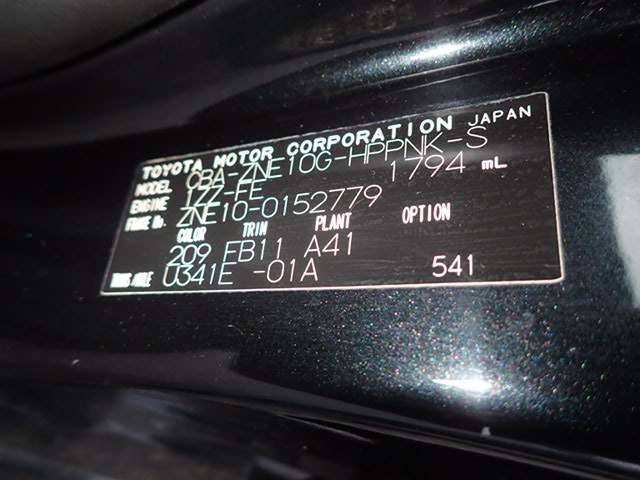 TOYOTA MOTOR CORPORATION JAPAN
MODEL CBA-ZNE10G-HPPNK-S
ENGINE 1ZZ-FE 1794 mL
FRAME No. ZNE10-0152779
COLOR TRIM PLANT OPTION
209 FB11 A41
TRANS/AXLE U341E -01A 541